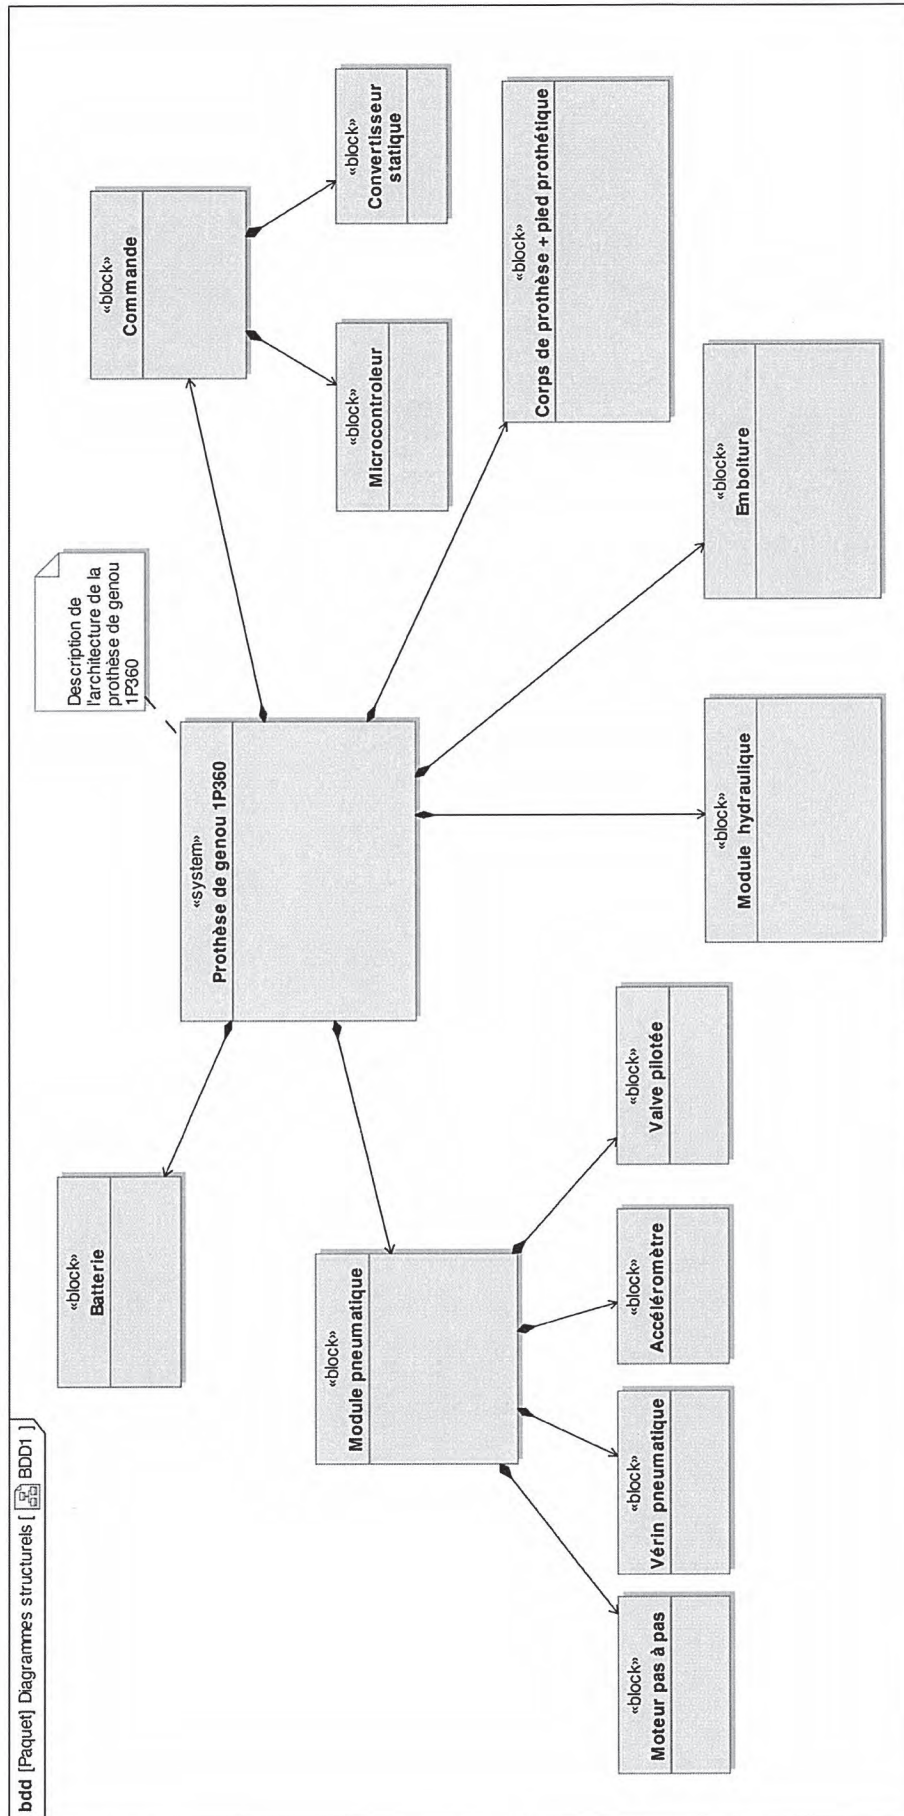 bdd [Paquet] Diagrammes structurels [ BDD1 ]
Description de
l'architecture de la
prothèse de genou
1P360
«system»
Prothèse de genou 1P360
«block»
Batterie
«block»
Commande
«block»
Microcontroleur
«block»
Convertisseur
statique
«block»
Module pneumatique
«block»
Corps de prothèse + pied prothétique
«block»
Moteur pas à pas
«block»
Vérin pneumatique
«block»
Accéléromètre
«block»
Valve pilotée
«block»
Module hydraulique
«block»
Emboiture